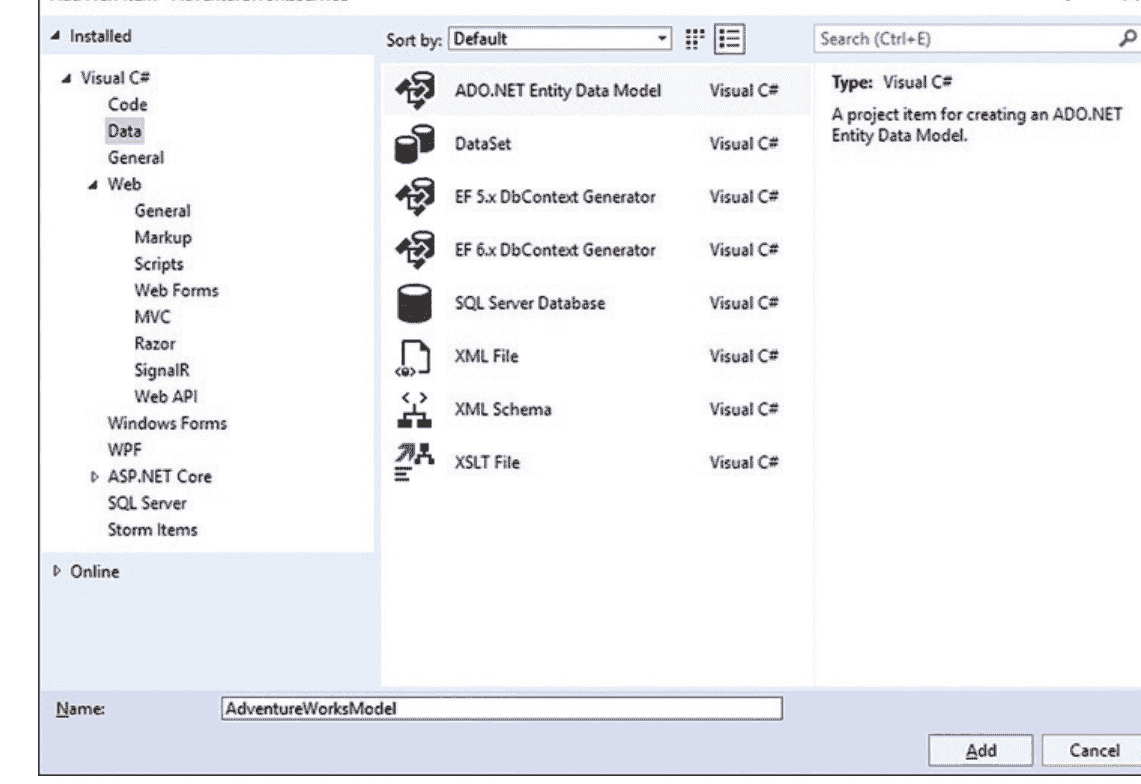 Installed
Sort by: Default
Search (Ctrl+E)
Visual C#
Code
Data
General
Web
General
Markup
Scripts
Web Forms
MVC
Razor
SignalR
Web API
Windows Forms
WPF
ASP.NET Core
SQL Server
Storm Items
Online
ADO.NET Entity Data Model Visual C#
DataSet Visual C#
EF 5.x DbContext Generator Visual C#
EF 6.x DbContext Generator Visual C#
SQL Server Database Visual C#
XML File Visual C#
XML Schema Visual C#
XSLT File Visual C#
Type: Visual C#
A project item for creating an ADO.NET
Entity Data Model.
Name: AdventureWorksModel
Add Cancel